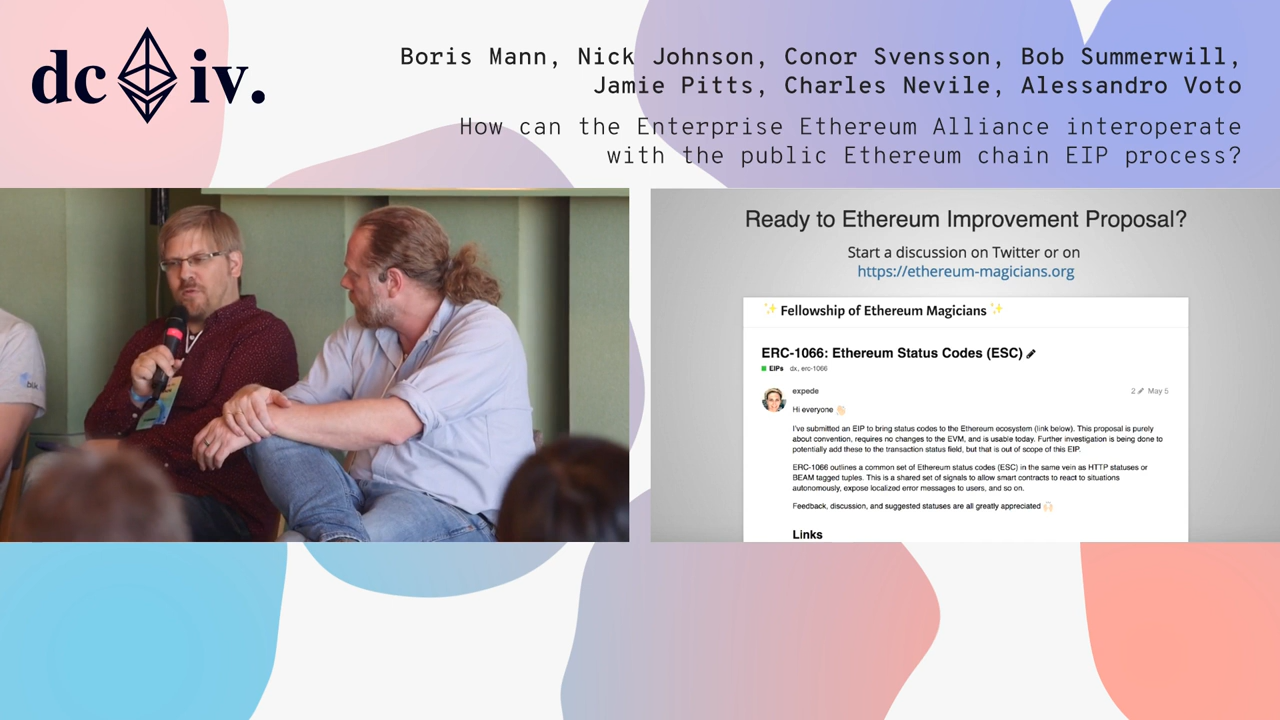 dc iv.
Boris Mann, Nick Johnson, Conor Svensson, Bob Summerwill,
Jamie Pitts, Charles Nevile, Alessandro Voto
How can the Enterprise Ethereum Alliance interoperate
with the public Ethereum chain EIP process?
Ready to Ethereum Improvement Proposal?
Start a discussion on Twitter or on
https://ethereum-magicians.org
Fellowship of Ethereum Magicians
ERC-1066: Ethereum Status Codes (ESC)
EIPs dx, erc-1066
expede 2 May 5
Hi everyone
I've submitted an EIP to bring status codes to the Ethereum ecosystem (link below). This proposal is purely
about convention, requires no changes to the EVM, and is usable today. Further investigation is being done to
potentially add these to the transaction status field, but that is out of scope of this EIP.
ERC-1066 outlines a common set of Ethereum status codes (ESC) in the same vein as HTTP statuses or
BEAM tagged tuples. This is a shared set of signals to allow smart contracts to react to situations
autonomously, expose localized error messages to users, and so on.
Feedback, discussion, and suggested statuses are all greatly appreciated
Links